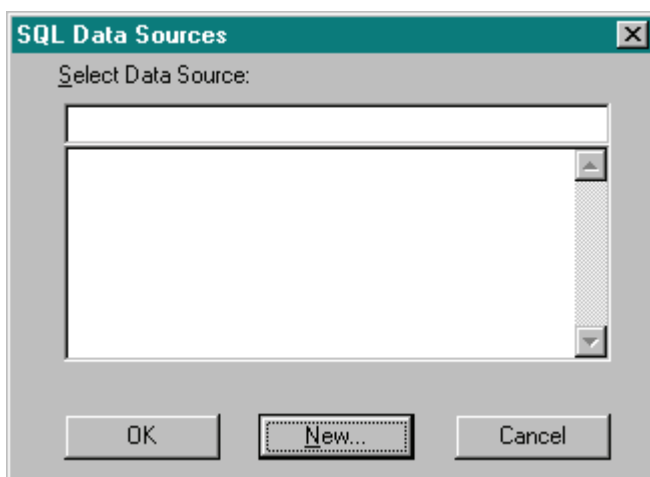 SQL Data Sources
Select Data Source:
OK
New...
Cancel